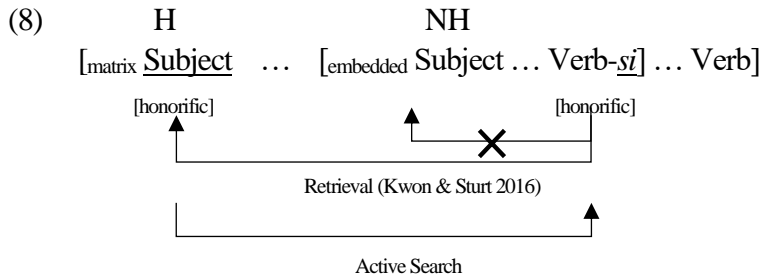 (8) H NH
[matrix Subject … [embedded Subject … Verb-si] … Verb]
[honorific] [honorific]
Retrieval (Kwon & Sturt 2016)
Active Search